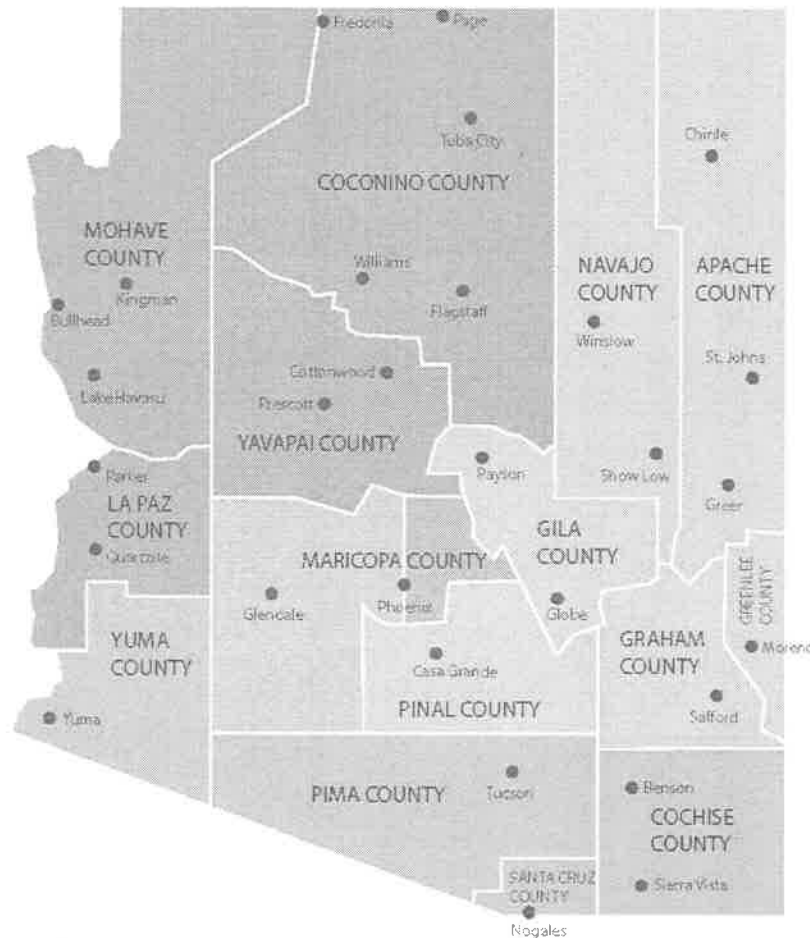 Fredonia
Page
Tuba City
Chinle
COCONINO COUNTY
MOHAVE
COUNTY
Kingman
Bullhead
Williams
Flagstaff
NAVAJO
COUNTY
APACHE
COUNTY
Winslow
St. Johns
Lake Havasu
Cottonwood
Prescott
YAVAPAI COUNTY
Payson
Show Low
Greer
Parker
LA PAZ
COUNTY
Quartzite
MARICOPA COUNTY
GILA
COUNTY
Glendale
Phoenix
Globe
GREENLEE
COUNTY
YUMA
COUNTY
GRAHAM
COUNTY
Morenc
Casa Grande
PINAL COUNTY
Safford
Yuma
PIMA COUNTY
Tucson
Benson
COCHISE
COUNTY
SANTA CRUZ
COUNTY
Sierra Vista
Nogales